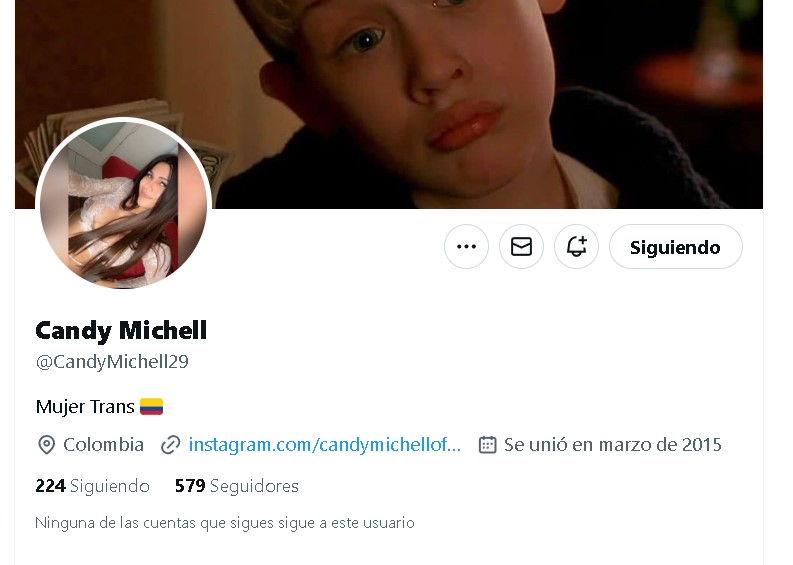 Siguiendo
Candy Michell
@CandyMichell29
Mujer Trans
Colombia instagram.com/candymichellof... Se unió en marzo de 2015
224 Siguiendo 579 Seguidores
Ninguna de las cuentas que sigues sigue a este usuario